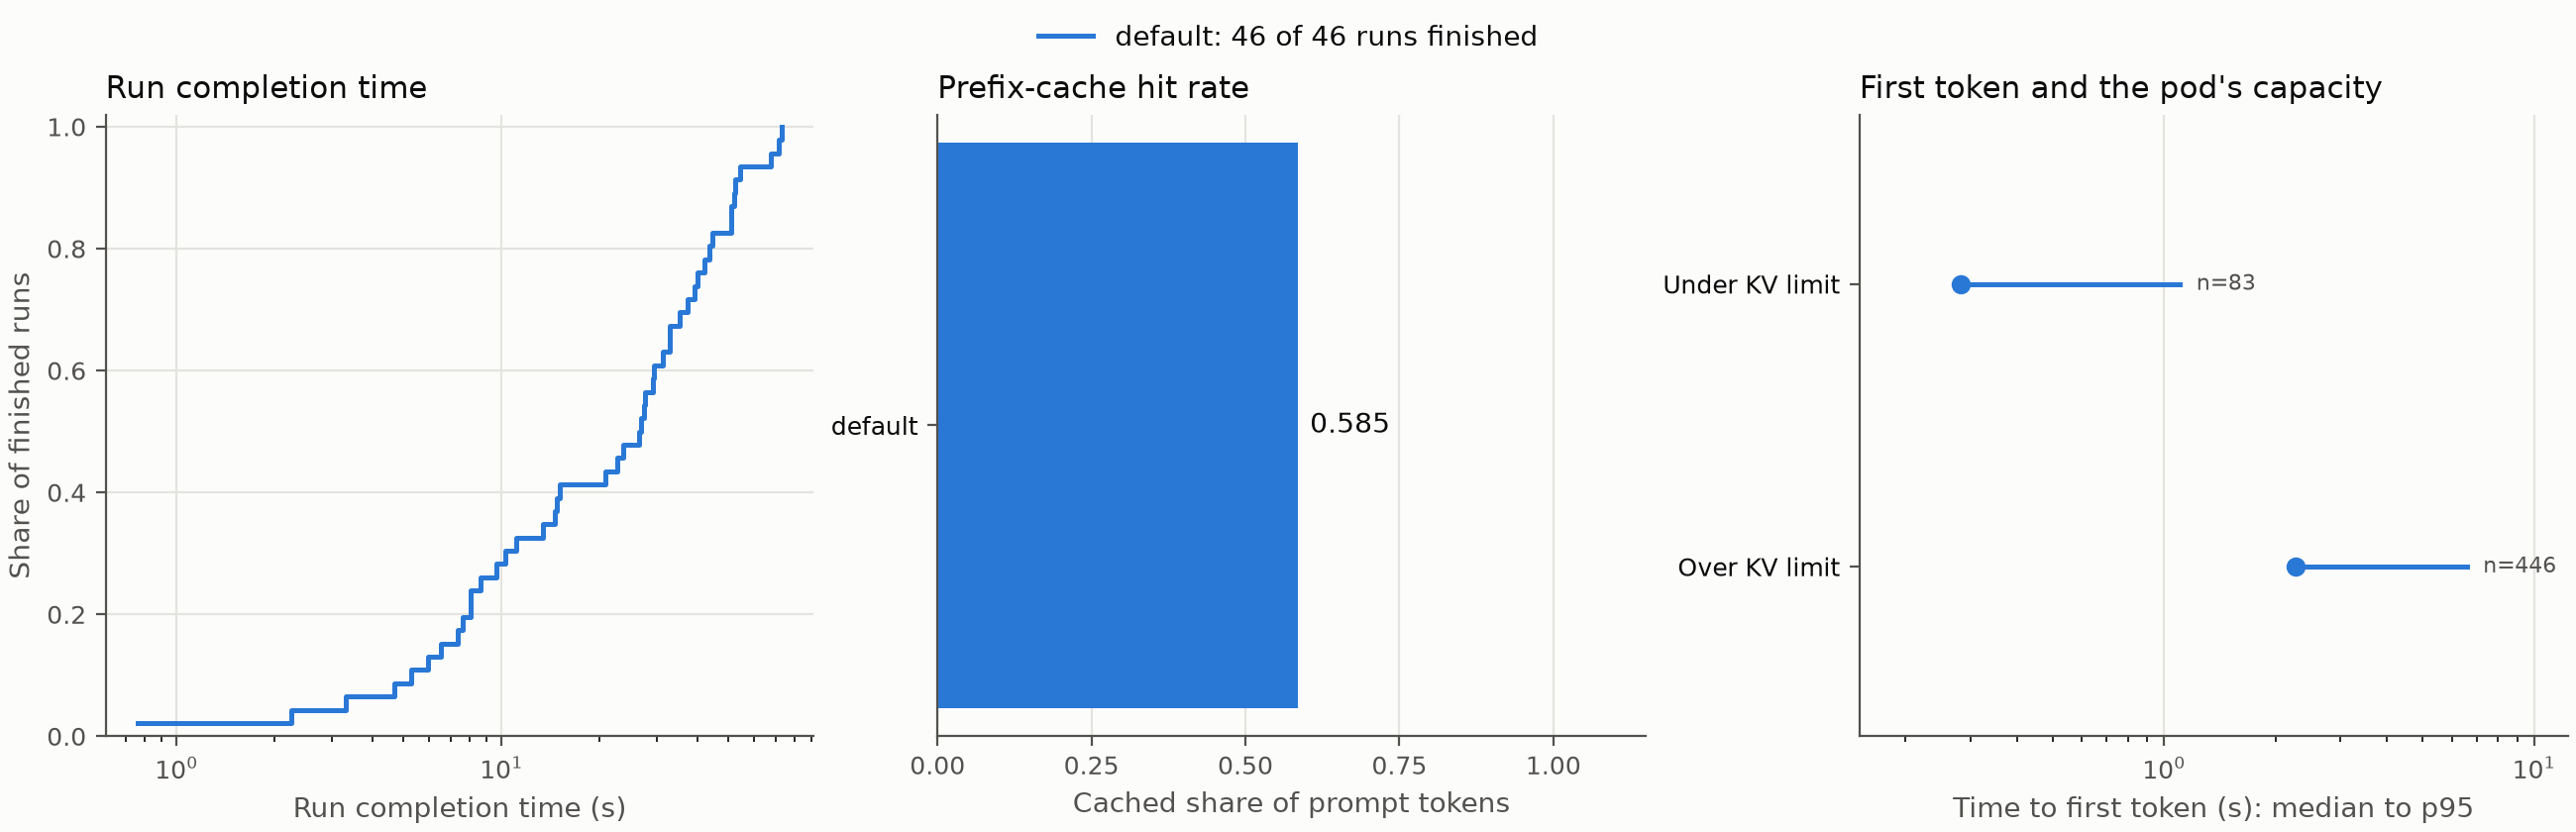 default: 46 of 46 runs finished
Run completion time
Share of finished runs
1.0
0.8
0.6
0.4
0.2
0.0
10⁰
10¹
Run completion time (s)
Prefix-cache hit rate
default
0.585
0.00
0.25
0.50
0.75
1.00
Cached share of prompt tokens
First token and the pod's capacity
Under KV limit
n=83
Over KV limit
n=446
10⁰
10¹
Time to first token (s): median to p95